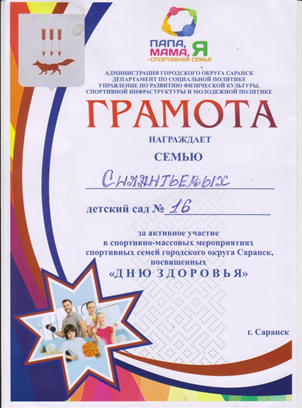 ПАПА,
МАМА, Я
-СПОРТИВНАЯ СЕМЬЯ
АДМИНИСТРАЦИЯ ГОРОДСКОГО ОКРУГА САРАНСК
ДЕПАРТАМЕНТ ПО СОЦИАЛЬНОЙ ПОЛИТИКЕ
УПРАВЛЕНИЕ ПО РАЗВИТИЮ ФИЗИЧЕСКОЙ КУЛЬТУРЫ,
СПОРТИВНОЙ ИНФРАСТРУКТУРЫ И МОЛОДЕЖНОЙ ПОЛИТИКЕ
ГРАМОТА
НАГРАЖДАЕТ
СЕМЬЮ
детский сад № 16
за активное участие
в спортивно-массовых мероприятиях
спортивных семей городского округа Саранск,
посвященных
«ДНЮ ЗДОРОВЬЯ»
г. Саранск